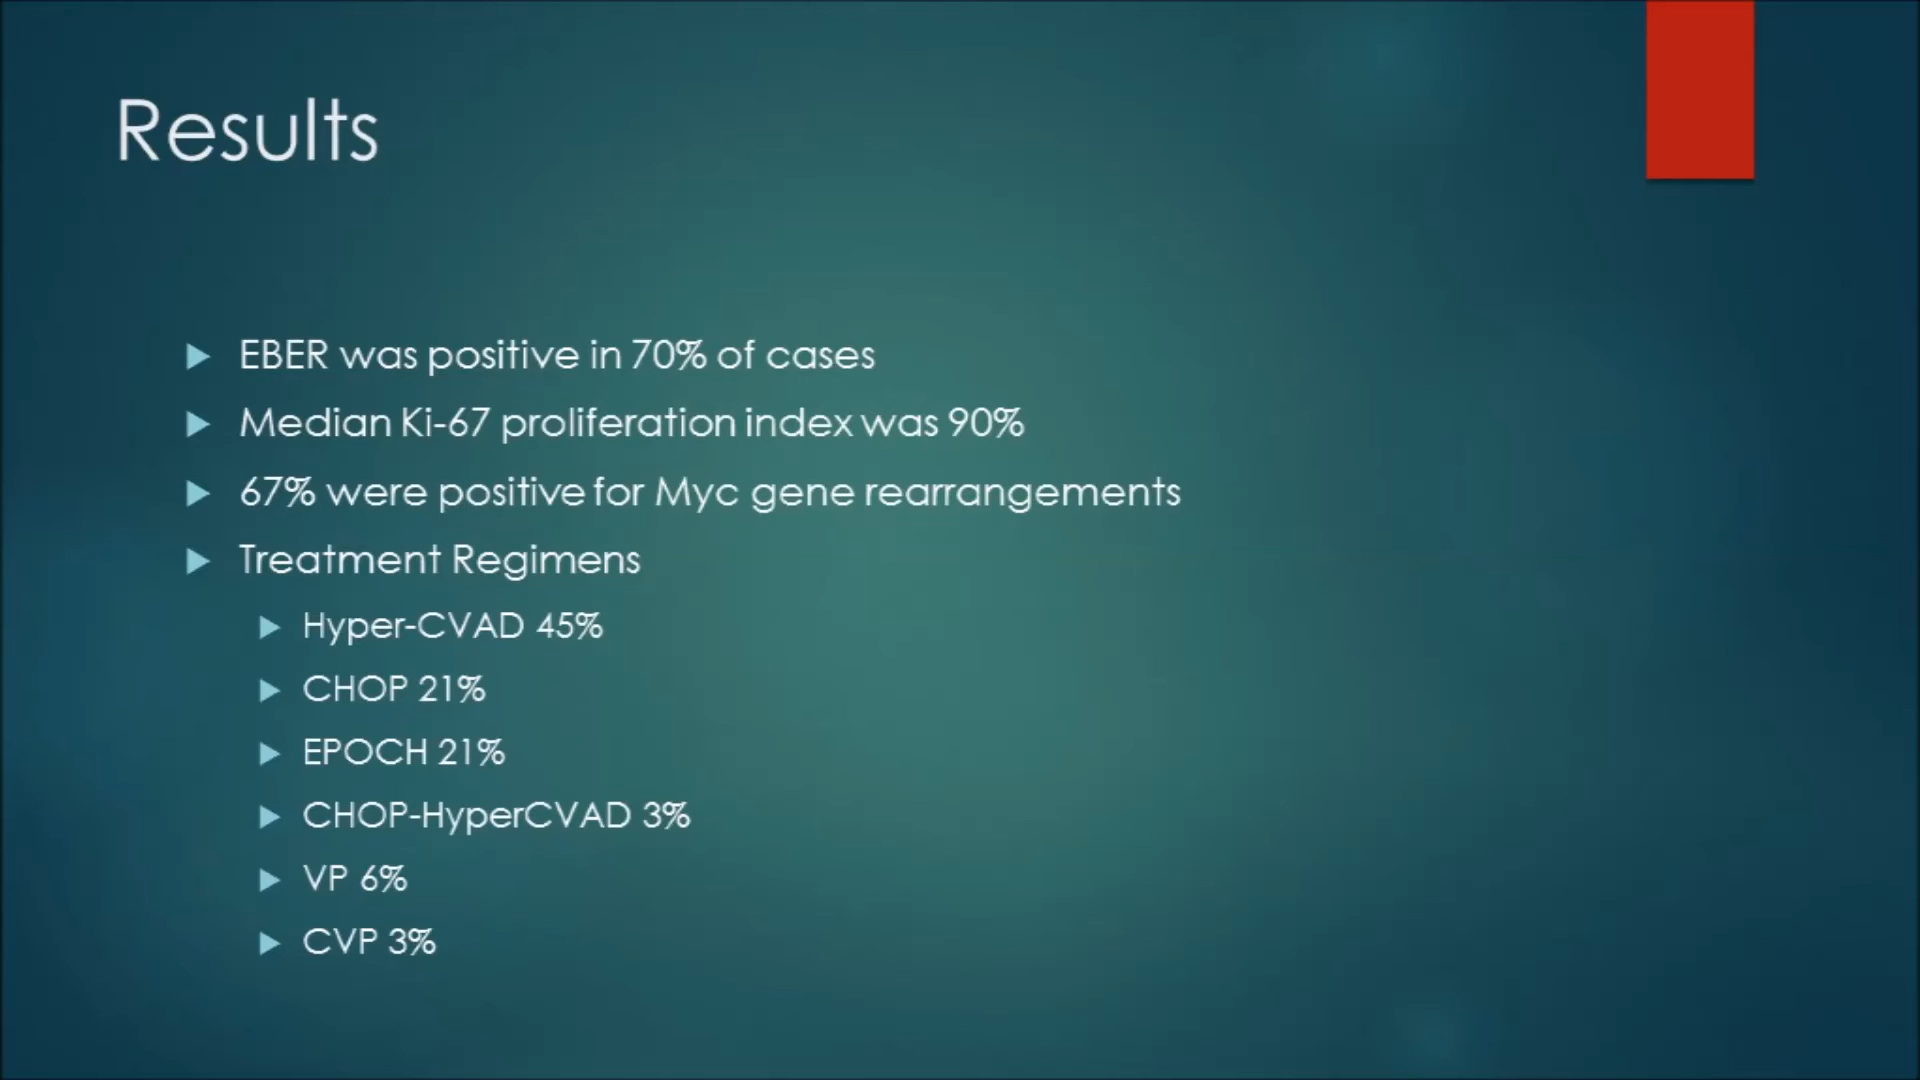 Results
EBER was positive in 70% of cases
Median Ki-67 proliferation index was 90%
67% were positive for Myc gene rearrangements
Treatment Regimens
Hyper-CVAD 45%
CHOP 21%
EPOCH 21%
CHOP-HyperCVAD 3%
VP 6%
CVP 3%